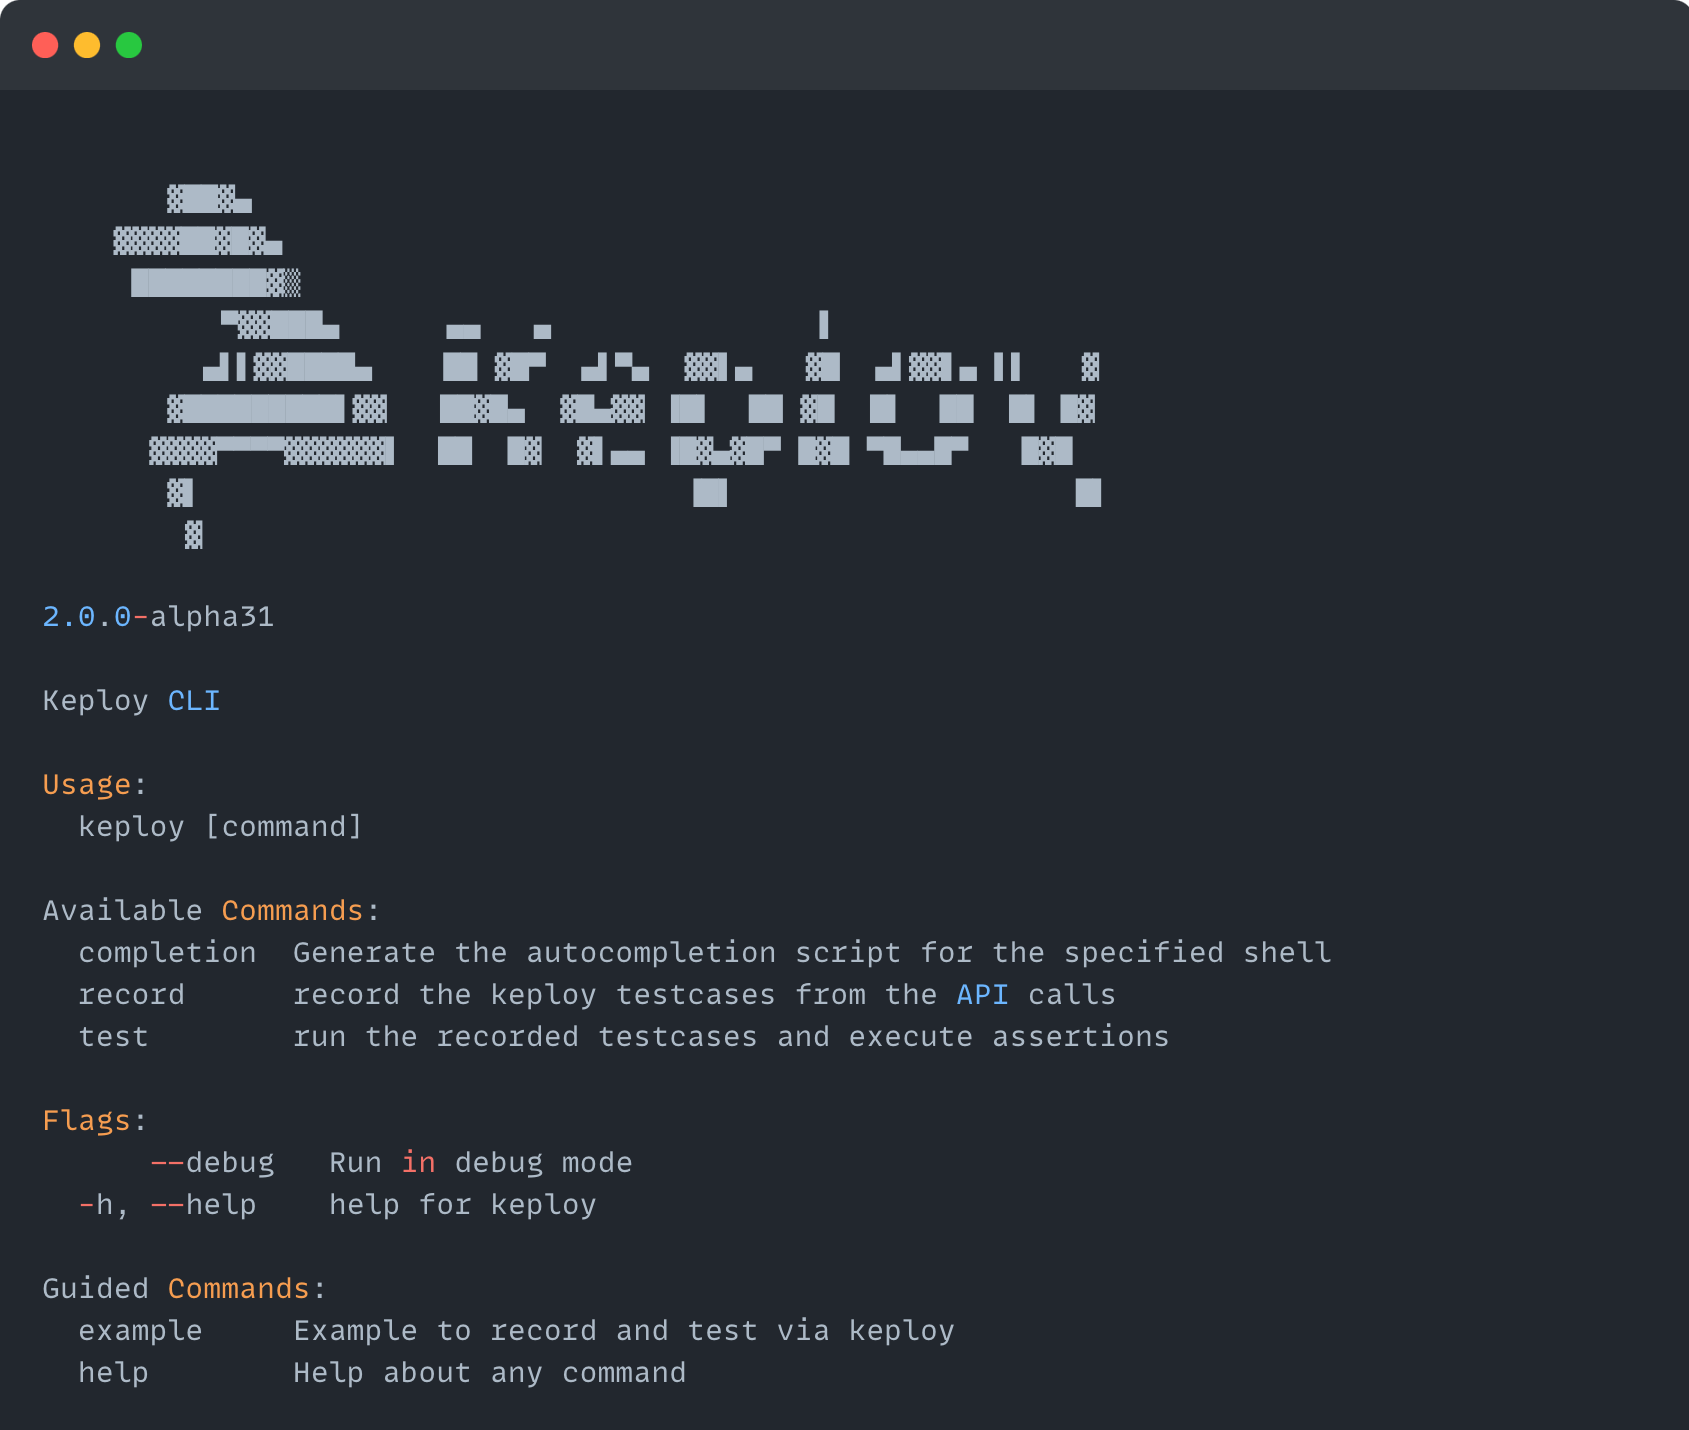 2.0.0-alpha31
Keploy CLI
Usage:
  keploy [command]
Available Commands:
  completion  Generate the autocompletion script for the specified shell
  record      record the keploy testcases from the API calls
  test        run the recorded testcases and execute assertions
Flags:
      --debug   Run in debug mode
  -h, --help    help for keploy
Guided Commands:
  example     Example to record and test via keploy
  help        Help about any command